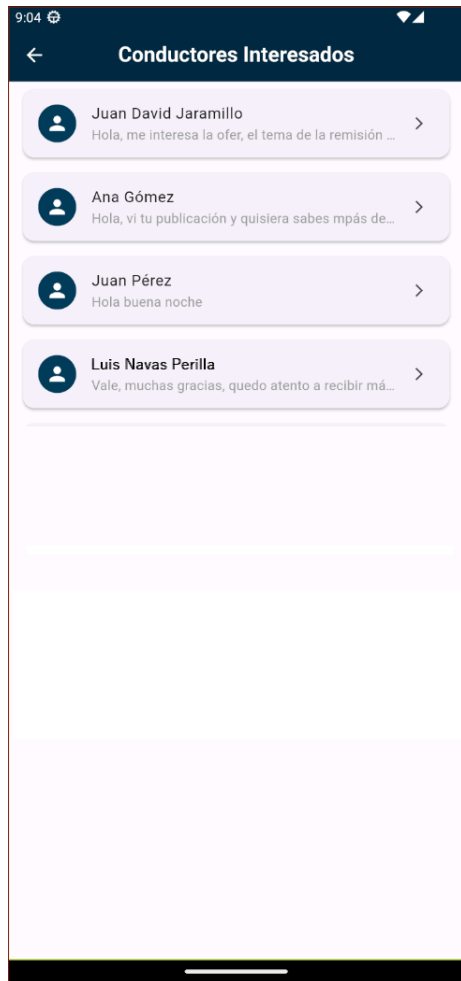 9:04
Conductores Interesados
Juan David Jaramillo
Hola, me interesa la ofer, el tema de la remisión ...
Ana Gómez
Hola, vi tu publicación y quisiera sabes mpás de...
Juan Pérez
Hola buena noche
Luis Navas Perilla
Vale, muchas gracias, quedo atento a recibir má...